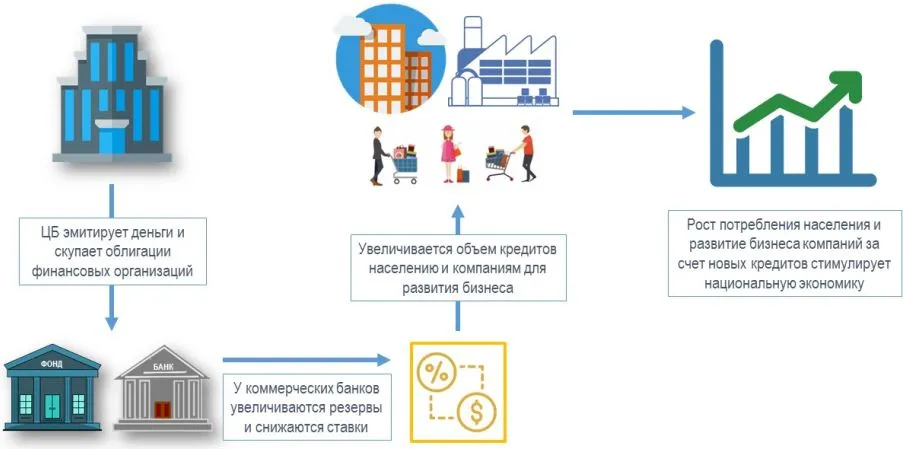 ЦБ эмитирует деньги и
скупает облигации
финансовых организаций
ФОНД
БАНК
У коммерческих банков
увеличиваются резервы
и снижаются ставки
%
$
Увеличивается объем кредитов
населению и компаниям для
развития бизнеса
Рост потребления населения и
развитие бизнеса компаний за
счет новых кредитов стимулирует
национальную экономику